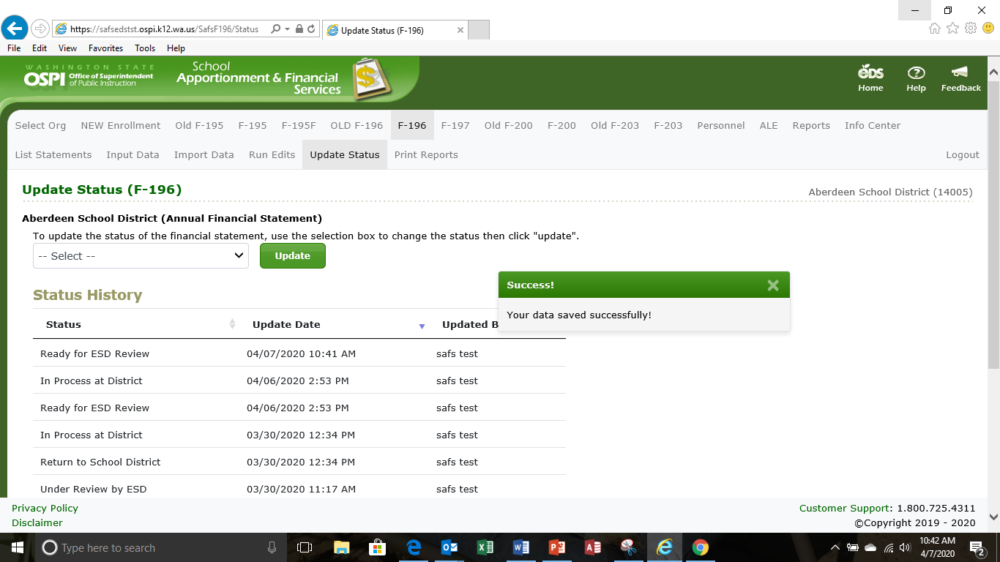 https://safsedstst.ospi.k12.wa.us/SafsF196/Status
Update Status (F-196)
File Edit View Favorites Tools Help
WASHINGTON STATE
OSPI Office of Superintendent
of Public Instruction
School
Apportionment & Financial
Services
eds
Home Help Feedback
Select Org NEW Enrollment Old F-195 F-195 F-195F OLD F-196 F-196 F-197 Old F-200 F-200 Old F-203 F-203 Personnel ALE Reports Info Center
List Statements Input Data Import Data Run Edits Update Status Print Reports Logout
Update Status (F-196)
Aberdeen School District (14005)
Aberdeen School District (Annual Financial Statement)
To update the status of the financial statement, use the selection box to change the status then click "update".
-- Select -- Update
Success!
Your data saved successfully!
Status History
Status Update Date Updated B
Ready for ESD Review 04/07/2020 10:41 AM safs test
In Process at District 04/06/2020 2:53 PM safs test
Ready for ESD Review 04/06/2020 2:53 PM safs test
In Process at District 03/30/2020 12:34 PM safs test
Return to School District 03/30/2020 12:34 PM safs test
Under Review by ESD 03/30/2020 11:17 AM safs test
Privacy Policy Customer Support: 1.800.725.4311
Disclaimer ©Copyright 2019 - 2020
Type here to search
10:42 AM
4/7/2020
2